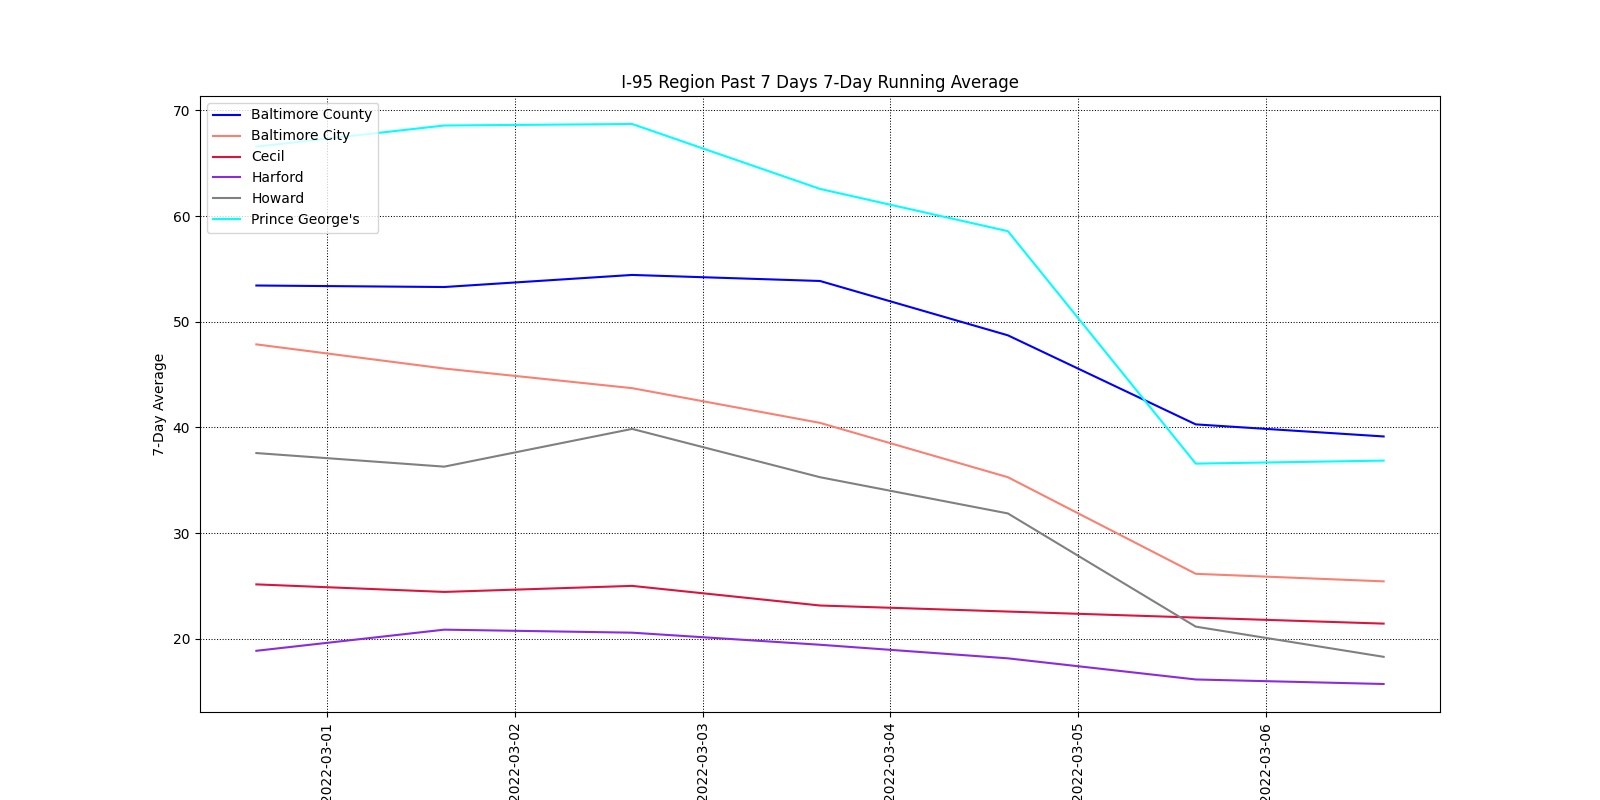 I-95 Region Past 7 Days 7-Day Running Average
Baltimore County
Baltimore City
Cecil
Harford
Howard
Prince George's
7-Day Average
70
60
50
40
30
20
2022-03-01
2022-03-02
2022-03-03
2022-03-04
2022-03-05
2022-03-06